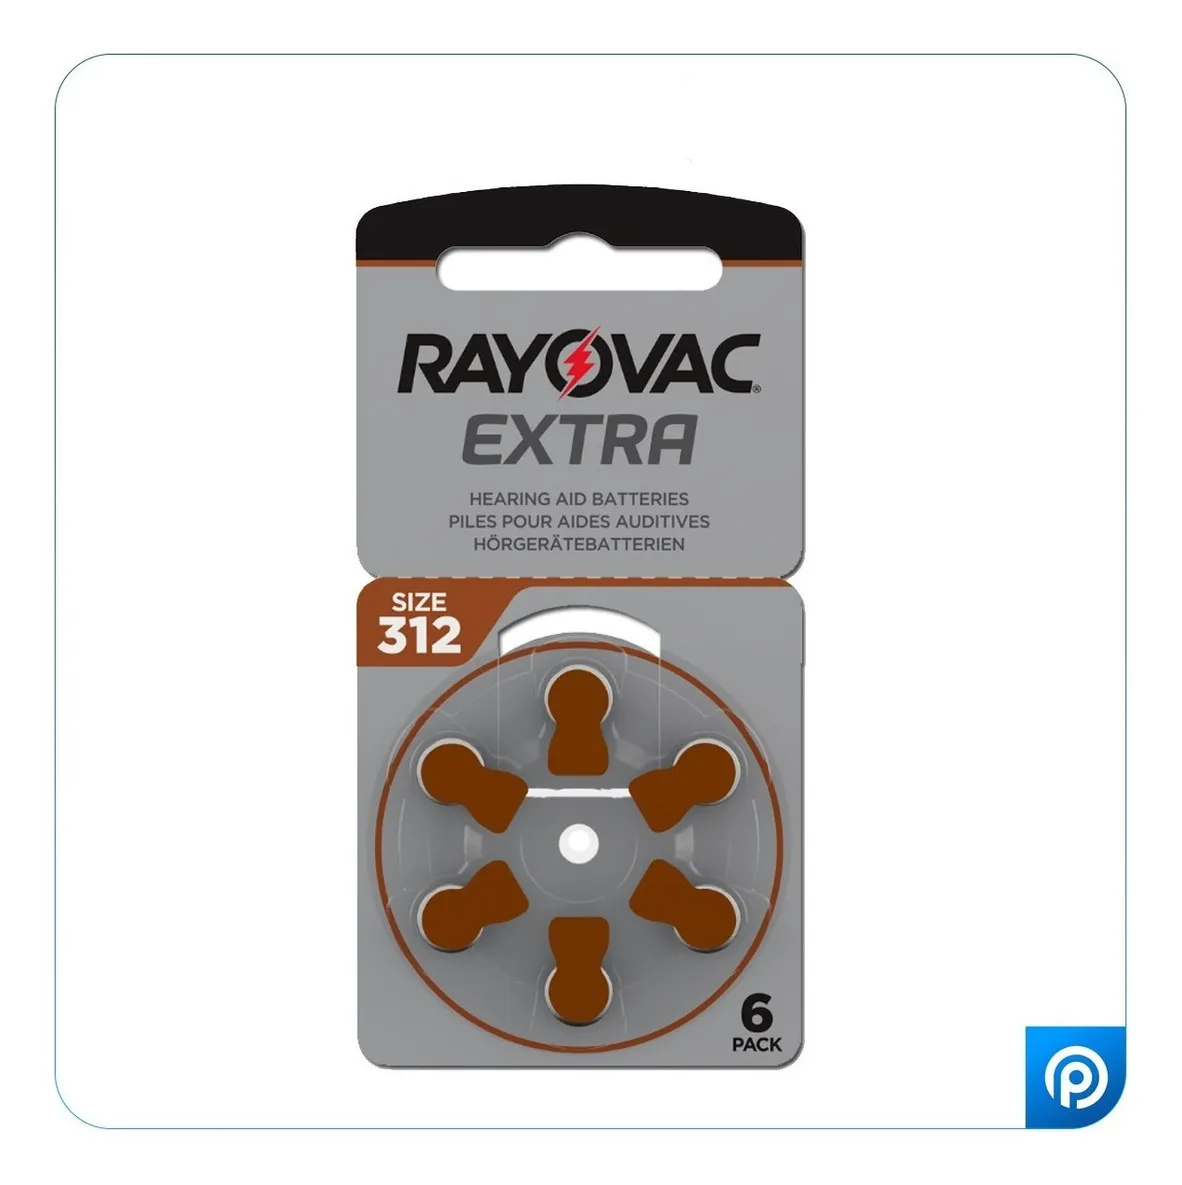 RAYOVAC®
EXTRA
HEARING AID BATTERIES
PILES POUR AIDES AUDITIVES
HÖRGERÄTEBATTERIEN
SIZE
312
6
PACK